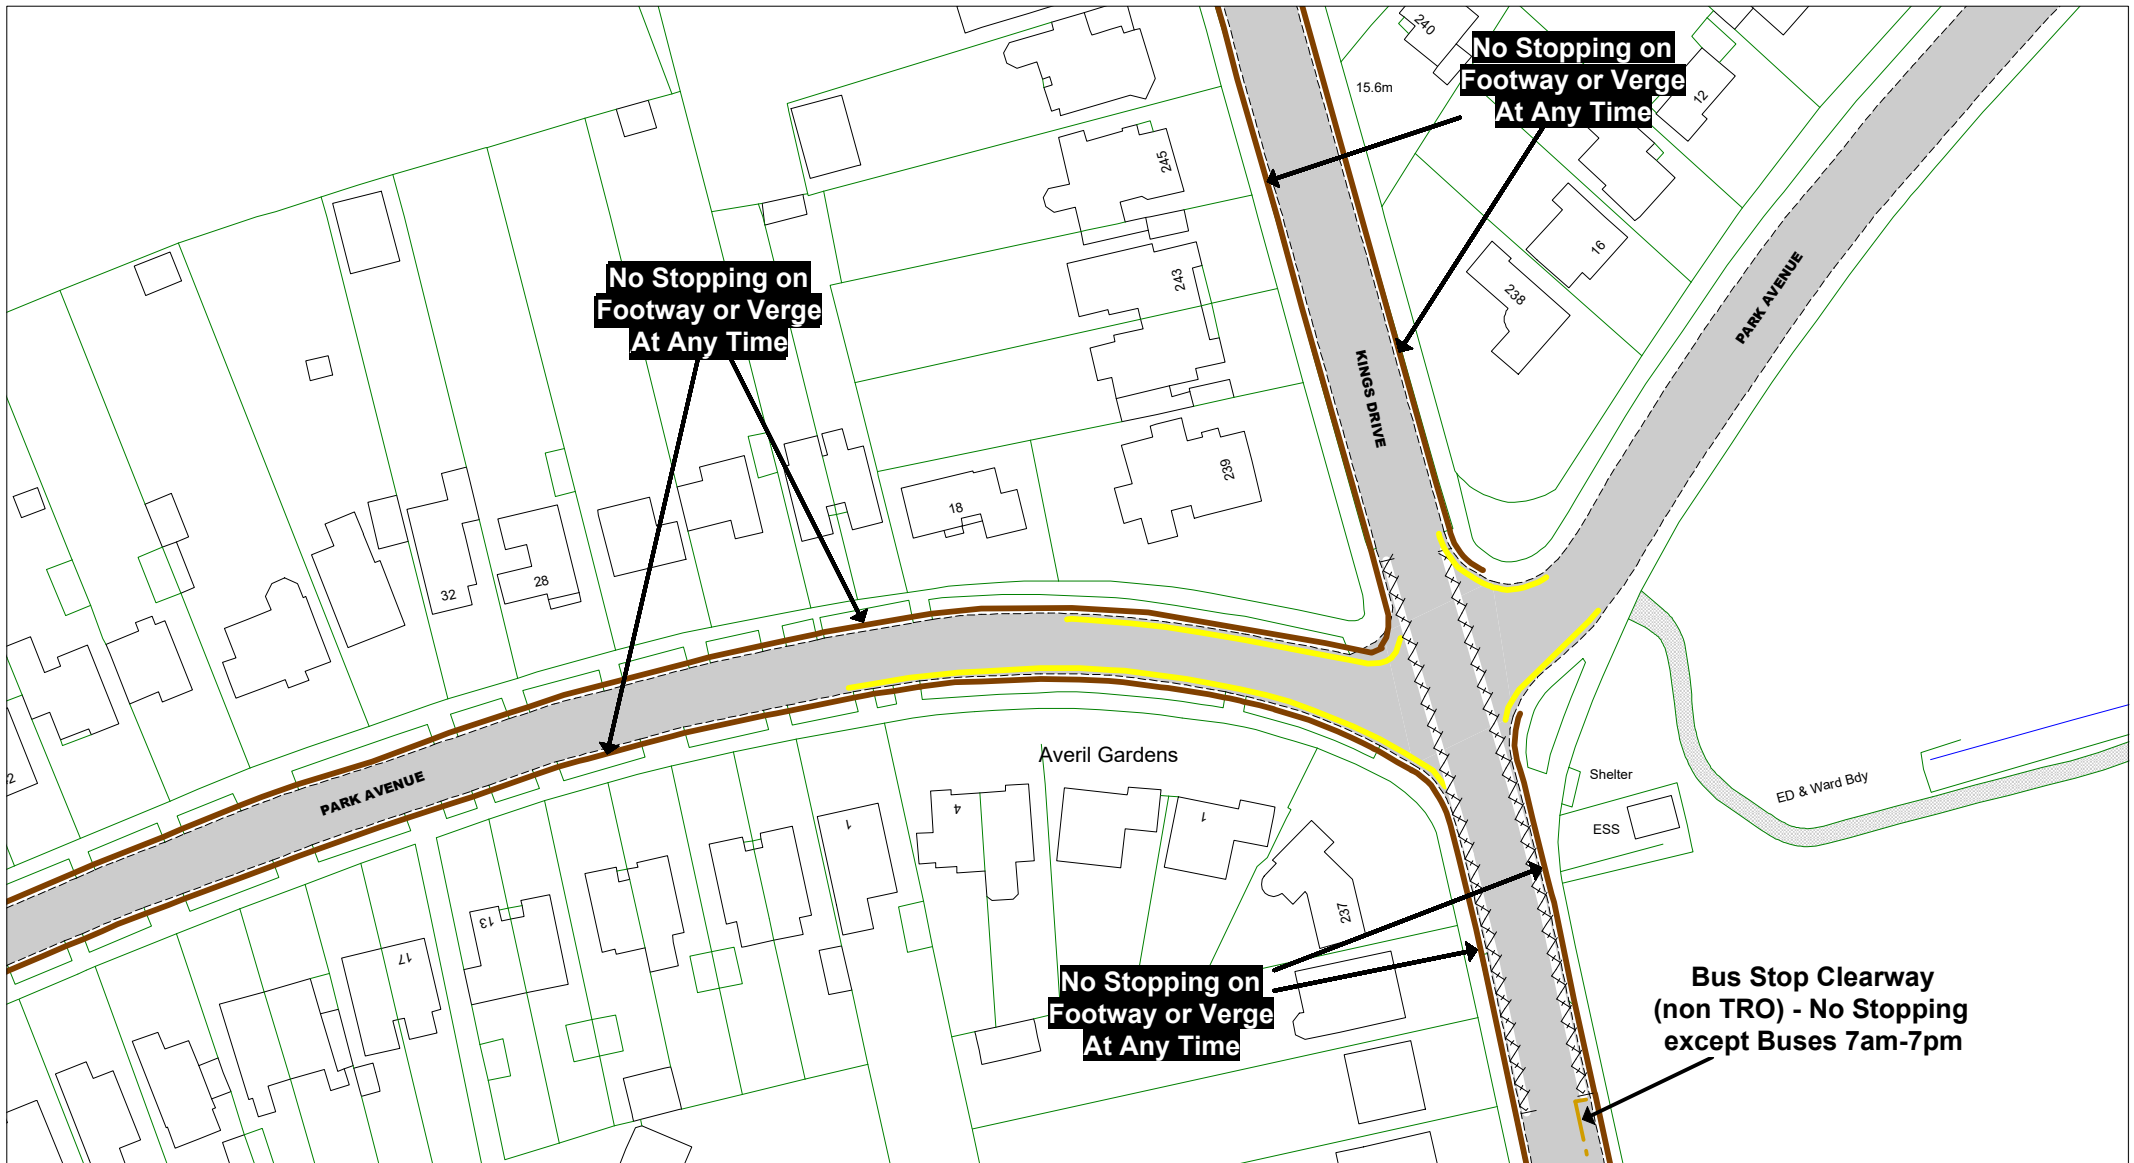 240
No Stopping on
Footway or Verge
At Any Time
15.6m
12
245
16
243
238
PARK AVENUE
No Stopping on
Footway or Verge
At Any Time
KINGS DRIVE
239
18
32
28
Averil Gardens
Shelter
ED & Ward Bdy
ESS
2
PARK AVENUE
4
1
1
13
17
237
No Stopping on
Footway or Verge
At Any Time
Bus Stop Clearway
(non TRO) - No Stopping
except Buses 7am-7pm